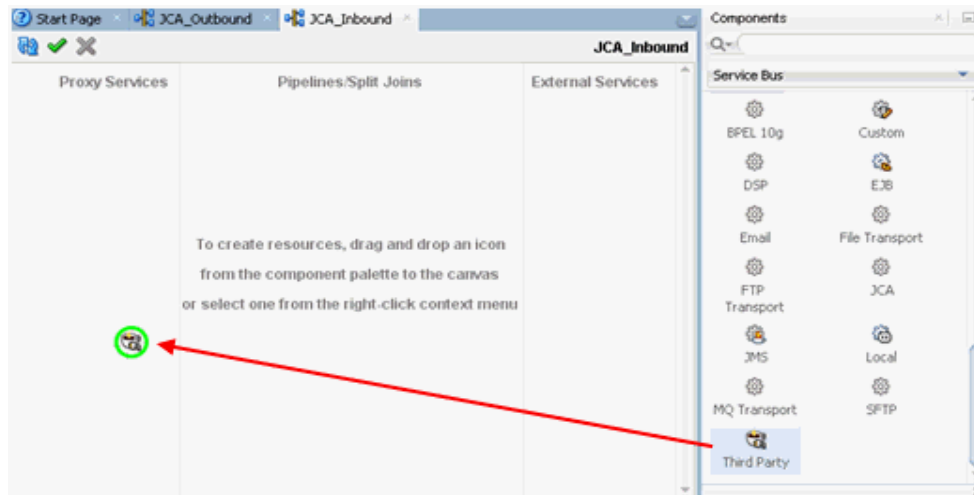 Start Page
JCA_Outbound
JCA_Inbound
Components
JCA_Inbound
Proxy Services
Pipelines/Split Joins
External Services
To create resources, drag and drop an icon
from the component palette to the canvas
or select one from the right-click context menu
Service Bus
BPEL 10g
Custom
DSP
EJB
Email
File Transport
FTP
Transport
JCA
JMS
Local
MQ Transport
SFTP
Third Party